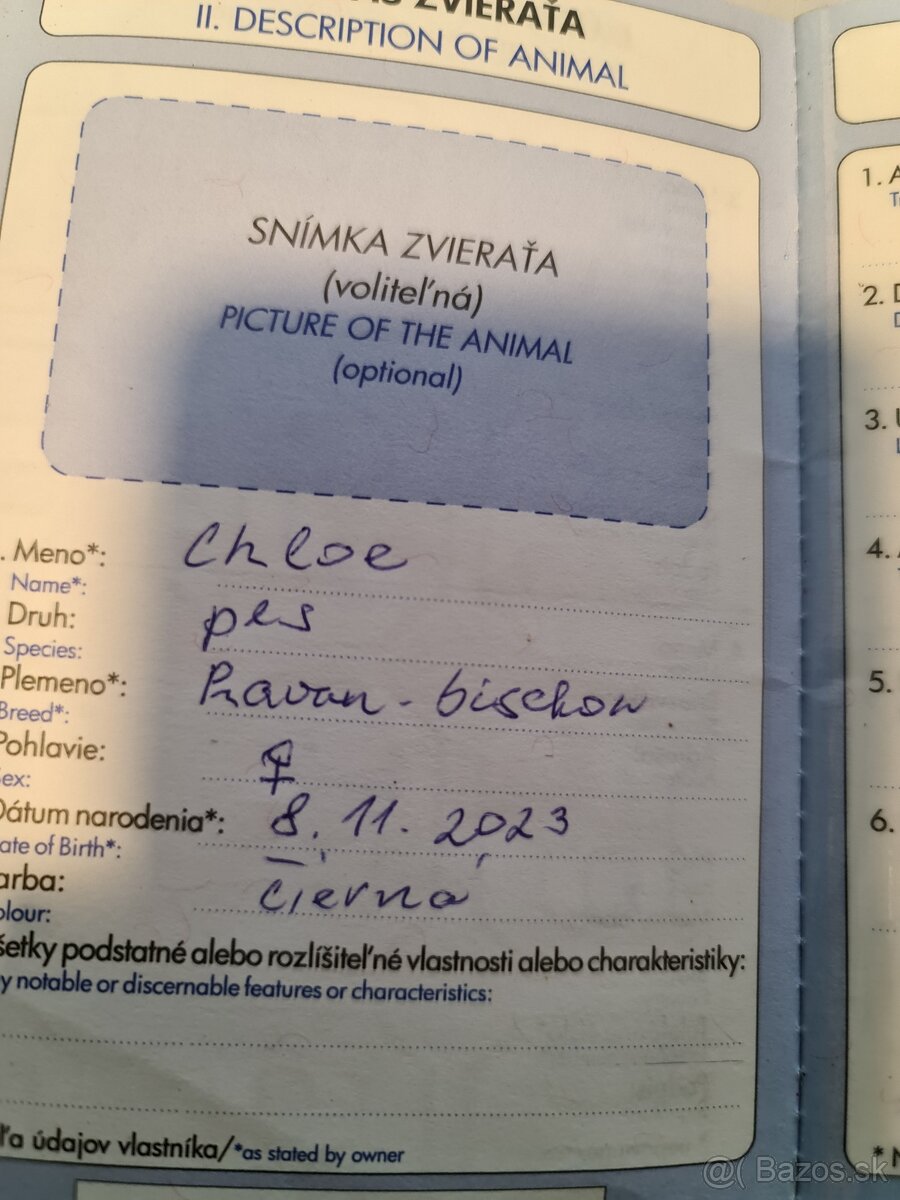 ZVIERAŤA
II. DESCRIPTION OF ANIMAL
SNÍMKA ZVIERAŤA
(voliteľná)
PICTURE OF THE ANIMAL
(optional)
. Meno*: Chloe
Name*:
Druh: pes
Species:
Plemeno*: Havan - bischon
Breed*:
Pohlavie: ♀
ex:
Dátum narodenia*: 8. 11. 2023
ate of Birth*:
arba: čierna
olour:
šetky podstatné alebo rozlíšiteľné vlastnosti alebo charakteristiky:
y notable or discernable features or characteristics:
ľa údajov vlastníka/*as stated by owner
1. A
2. D
D
3. U
L
4.
5.
6.
* N
@( Bazos.sk